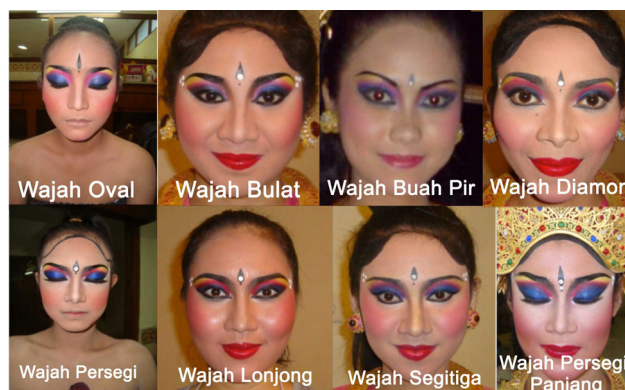 Wajah Oval
Wajah Bulat
Wajah Buah Pir
Wajah Diamon
Wajah Persegi
Wajah Lonjong
Wajah Segitiga
Wajah Persegi
Panjang